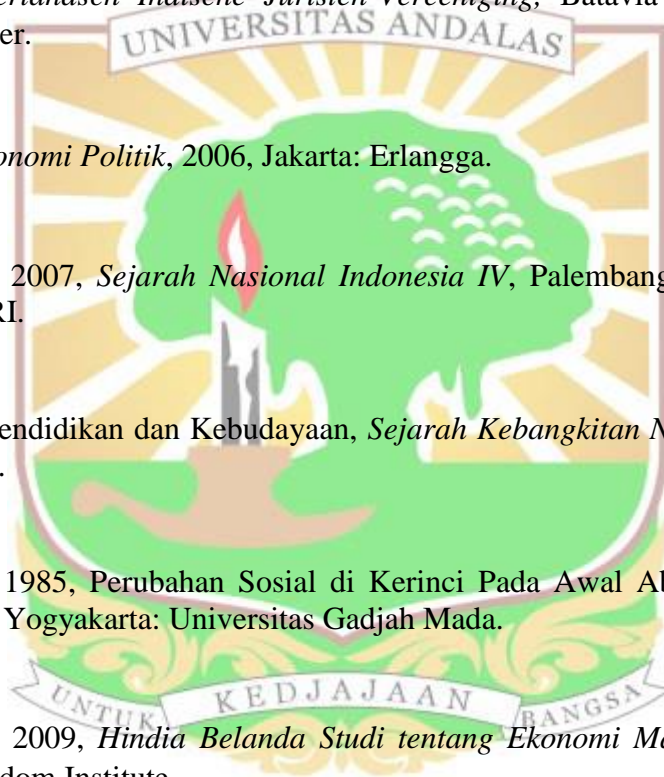 Indische Juristen-Vereeniging, Batavia
UNIVERSITAS ANDALAS
er.
onomi Politik, 2006, Jakarta: Erlangga.
2007, Sejarah Nasional Indonesia IV, Palembang
RI.
endidikan dan Kebudayaan, Sejarah Kebangkitan N
.
1985, Perubahan Sosial di Kerinci Pada Awal Ab
Yogyakarta: Universitas Gadjah Mada.
UNTUK KEDJAJAAN BANGSA
2009, Hindia Belanda Studi tentang Ekonomi Ma
dom Institute